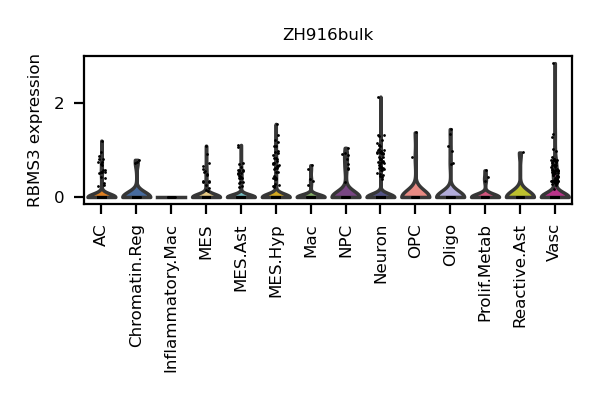 ZH916bulk
RBMS3 expression
2
0
AC
Chromatin.Reg
Inflammatory.Mac
MES
MES.Ast
MES.Hyp
Mac
NPC
Neuron
OPC
Oligo
Prolif.Metab
Reactive.Ast
Vasc